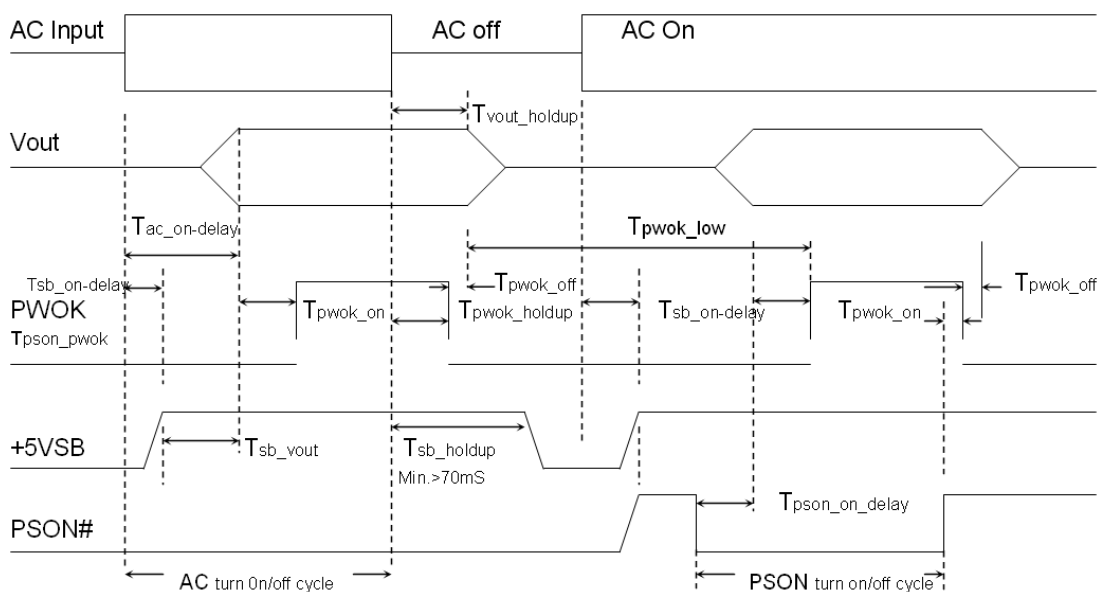 AC Input
AC off
AC On
Tvout_holdup
Vout
Tac_on-delay
Tpwok_low
Tsb_on-delay
Tpwok_off
Tpwok_off
PWOK
Tpwok_on
Tpwok_holdup
Tsb_on-delay
Tpwok_on
Tpson_pwok
+5VSB
Tsb_vout
Tsb_holdup
Min.>70mS
Tpson_on_delay
PSON#
AC turn 0n/off cycle
PSON turn on/off cycle